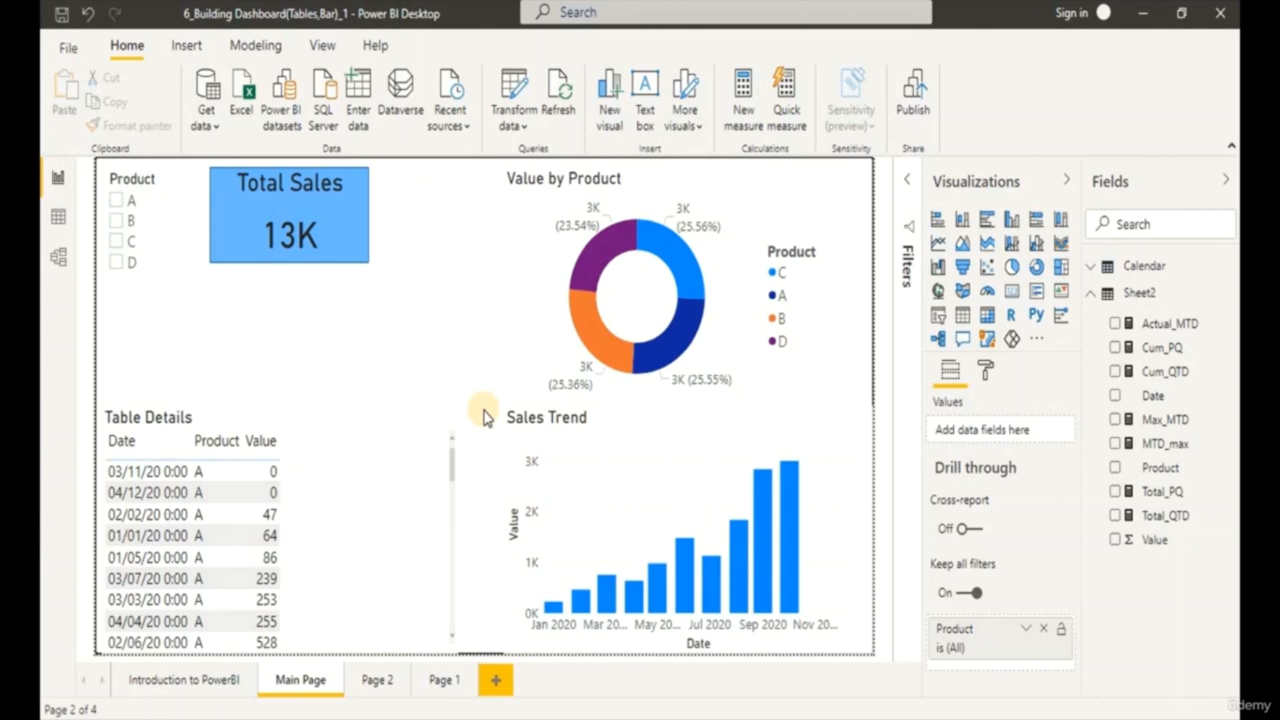 6_Building Dashboard(Tables,Bar)_1 - Power BI Desktop
Search
Sign in
File
Home
Insert
Modeling
View
Help
Paste
Cut
Copy
Format painter
Clipboard
Get data
Excel
Power BI datasets
SQL Server
Enter data
Dataverse
Recent sources
Data
Transform data
Refresh
Queries
New visual
Text box
More visuals
Insert
New measure
Quick measure
Calculations
Sensitivity (preview)
Sensitivity
Publish
Share
Product
A
B
C
D
Total Sales
13K
Value by Product
3K
(23.54%)
3K
(25.56%)
3K
(25.36%)
3K (25.55%)
Product
C
A
B
D
Table Details
Date Product Value
03/11/20 0:00 A 0
04/12/20 0:00 A 0
02/02/20 0:00 A 47
01/01/20 0:00 A 64
01/05/20 0:00 A 86
03/07/20 0:00 A 239
03/03/20 0:00 A 253
04/04/20 0:00 A 255
02/06/20 0:00 A 528
Sales Trend
3K
2K
1K
0K
Value
Jan 2020 Mar 20... May 20... Jul 2020 Sep 2020 Nov 20...
Date
Filters
Visualizations
R
Py
Values
Add data fields here
Drill through
Cross-report
Off
Keep all filters
On
Product
is (All)
Fields
Search
Calendar
Sheet2
Actual_MTD
Cum_PQ
Cum_QTD
Date
Max_MTD
MTD_max
Product
Total_PQ
Total_QTD
Σ Value
Introduction to PowerBI
Main Page
Page 2
Page 1
+
Page 2 of 4
ûdemy